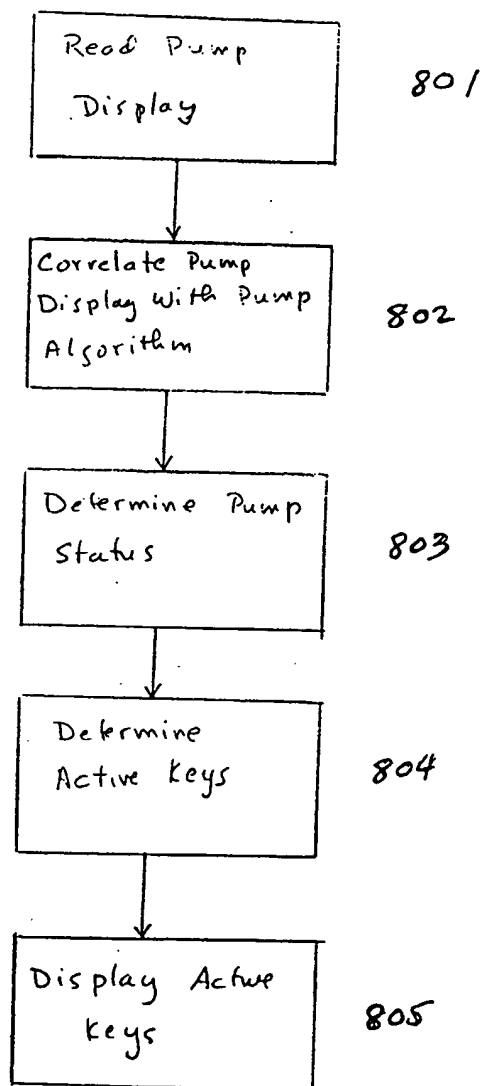 Read Pump
Display
801
Correlate Pump
Display with Pump
Algorithm
802
Determine Pump
Status
803
Determine
Active Keys
804
Display Active
Keys
805